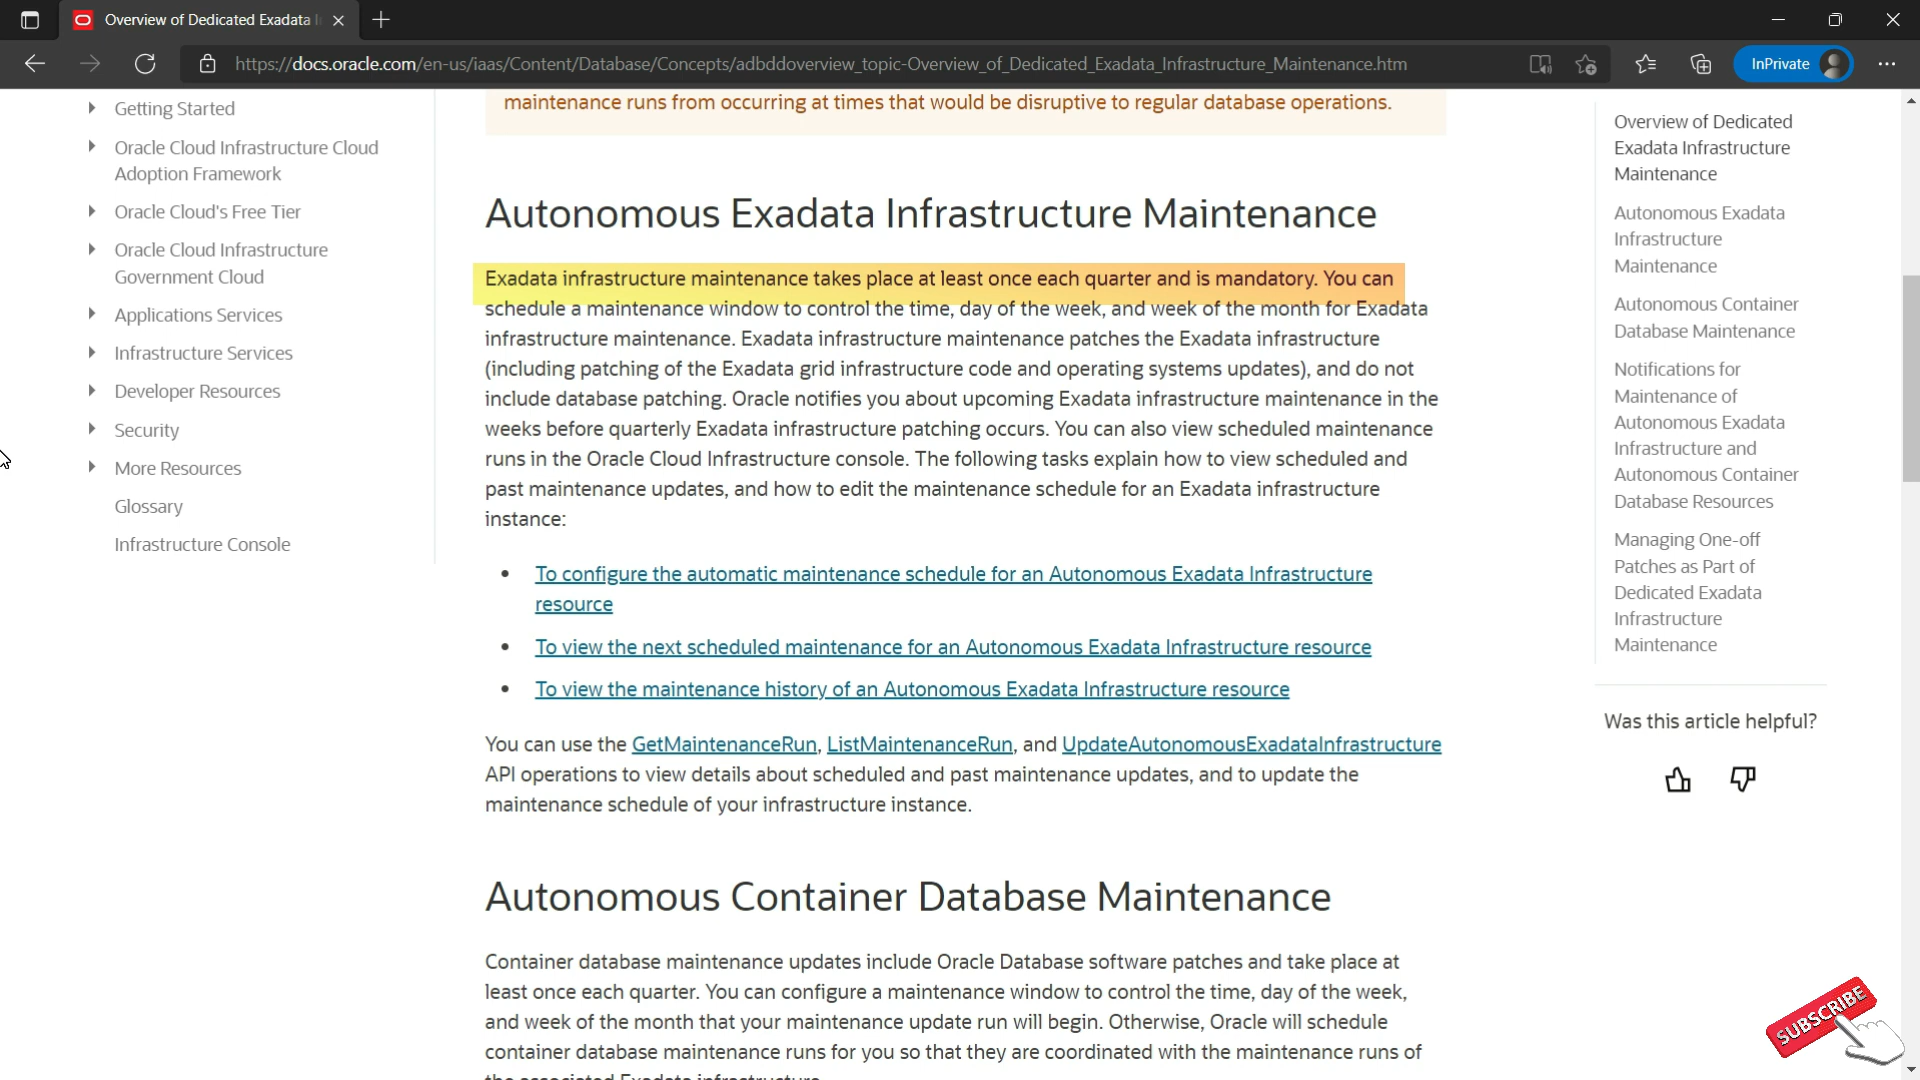 Overview of Dedicated Exadata I
https://docs.oracle.com/en-us/iaas/Content/Database/Concepts/adbddoverview_topic-Overview_of_Dedicated_Exadata_Infrastructure_Maintenance.htm
InPrivate
Getting Started
Oracle Cloud Infrastructure Cloud
Adoption Framework
Oracle Cloud's Free Tier
Oracle Cloud Infrastructure
Government Cloud
Applications Services
Infrastructure Services
Developer Resources
Security
More Resources
Glossary
Infrastructure Console
maintenance runs from occurring at times that would be disruptive to regular database operations.
Autonomous Exadata Infrastructure Maintenance
Exadata infrastructure maintenance takes place at least once each quarter and is mandatory. You can
schedule a maintenance window to control the time, day of the week, and week of the month for Exadata
infrastructure maintenance. Exadata infrastructure maintenance patches the Exadata infrastructure
(including patching of the Exadata grid infrastructure code and operating systems updates), and do not
include database patching. Oracle notifies you about upcoming Exadata infrastructure maintenance in the
weeks before quarterly Exadata infrastructure patching occurs. You can also view scheduled maintenance
runs in the Oracle Cloud Infrastructure console. The following tasks explain how to view scheduled and
past maintenance updates, and how to edit the maintenance schedule for an Exadata infrastructure
instance:
• To configure the automatic maintenance schedule for an Autonomous Exadata Infrastructure
resource
• To view the next scheduled maintenance for an Autonomous Exadata Infrastructure resource
• To view the maintenance history of an Autonomous Exadata Infrastructure resource
You can use the GetMaintenanceRun, ListMaintenanceRun, and UpdateAutonomousExadataInfrastructure
API operations to view details about scheduled and past maintenance updates, and to update the
maintenance schedule of your infrastructure instance.
Autonomous Container Database Maintenance
Container database maintenance updates include Oracle Database software patches and take place at
least once each quarter. You can configure a maintenance window to control the time, day of the week,
and week of the month that your maintenance update run will begin. Otherwise, Oracle will schedule
container database maintenance runs for you so that they are coordinated with the maintenance runs of
the associated Exadata infrastructure.
Overview of Dedicated
Exadata Infrastructure
Maintenance
Autonomous Exadata
Infrastructure
Maintenance
Autonomous Container
Database Maintenance
Notifications for
Maintenance of
Autonomous Exadata
Infrastructure and
Autonomous Container
Database Resources
Managing One-off
Patches as Part of
Dedicated Exadata
Infrastructure
Maintenance
Was this article helpful?
SUBSCRIBE